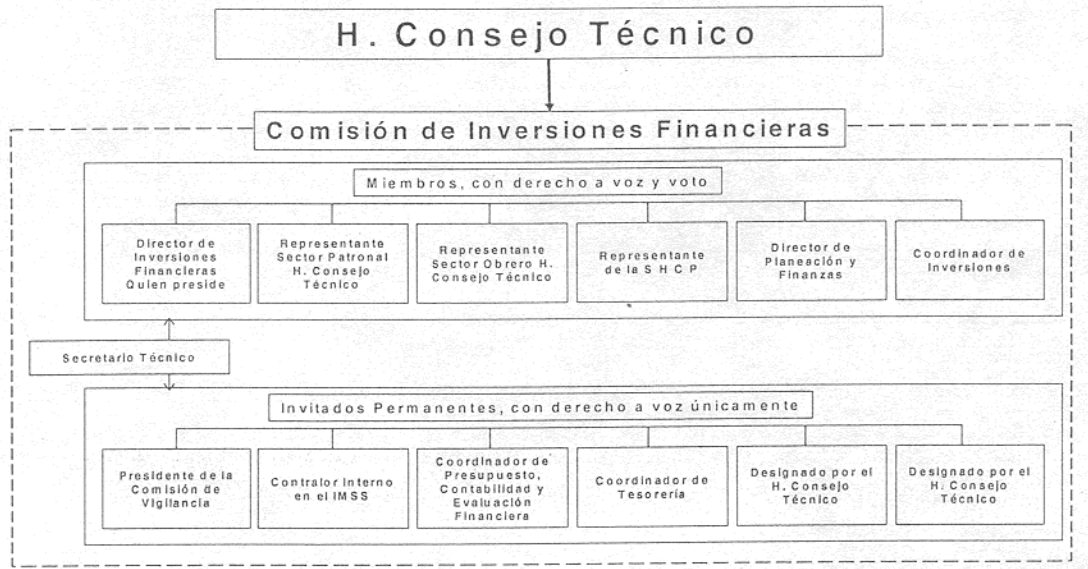 H. Consejo Técnico
Comisión de Inversiones Financieras
Miembros, con derecho a voz y voto
Director de
Inversiones
Financieras
Quien preside
Representante
Sector Patronal
H. Consejo
Técnico
Representante
Sector Obrero H.
Consejo Técnico
Representante
de la S H C P
Director de
Planeación y
Finanzas
Coordinador de
Inversiones
Secretario Técnico
Invitados Permanentes, con derecho a voz únicamente
Presidente de la
Comisión de
Vigilancia
Contralor Interno
en el IMSS
Coordinador de
Presupuesto,
Contabilidad y
Evaluación
Financiera
Coordinador de
Tesorería
Designado por el
H. Consejo
Técnico
Designado por el
H. Consejo
Técnico